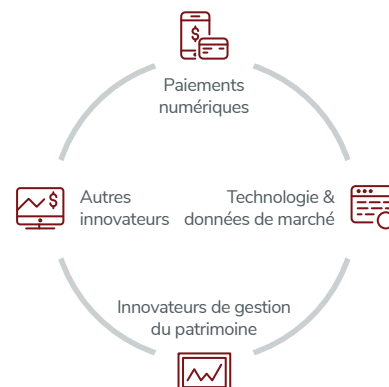 Paiements
numériques
Autres
innovateurs
Technologie &
données de marché
Innovateurs de gestion
du patrimoine